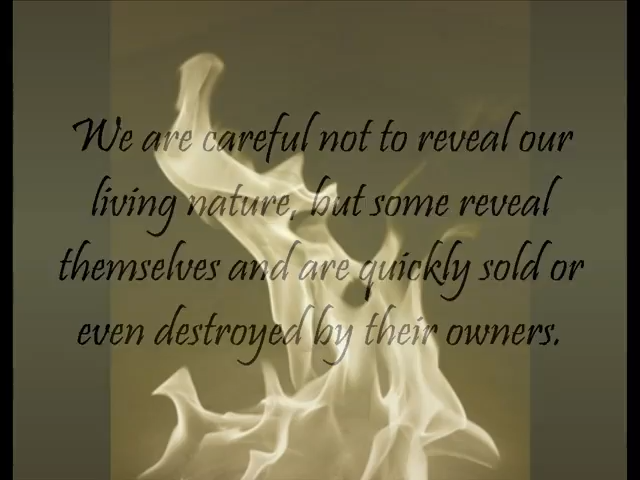 We are careful not to reveal our
living nature, but some reveal
themselves and are quickly sold or
even destroyed by their owners.